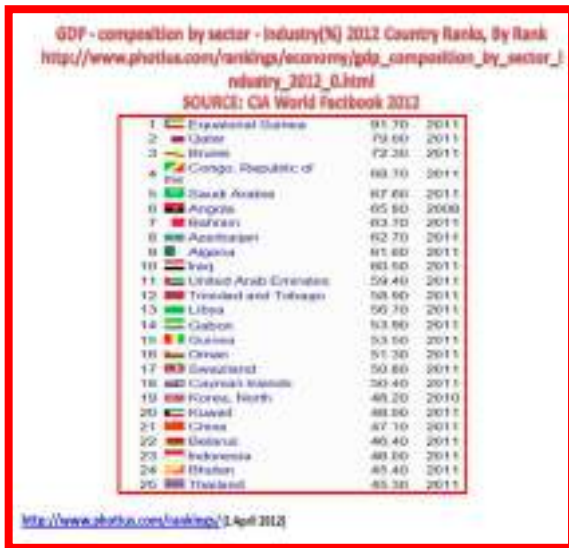 GDP - composition by sector - Industry(%) 2012 Country Ranks, By Rank
http://www.photius.com/rankings/economy/gdp_composition_by_sector_i
ndustry_2012_0.html
SOURCE: CIA World Factbook 2012
1 Equatorial Guinea 91.70 2011
2 Qatar 79.60 2011
3 Brunei 72.20 2011
4 Congo, Republic of the 68.70 2011
5 Saudi Arabia 67.60 2011
6 Angola 65.80 2008
7 Bahrain 63.70 2011
8 Azerbaijan 62.70 2011
9 Algeria 61.60 2011
10 Iraq 60.50 2011
11 United Arab Emirates 59.40 2011
12 Trinidad and Tobago 58.90 2011
13 Libya 56.70 2011
14 Gabon 53.90 2011
15 Guinea 53.50 2011
16 Oman 51.30 2011
17 Swaziland 50.60 2011
18 Cayman Islands 50.40 2011
19 Korea, North 48.20 2010
20 Kuwait 48.00 2011
21 China 47.10 2011
22 Belarus 46.40 2011
23 Indonesia 2011
24 Bhutan 45.40 2011
25 Thailand 45.30 2011
http://www.photius.com/rankings/ (1 April 2012)